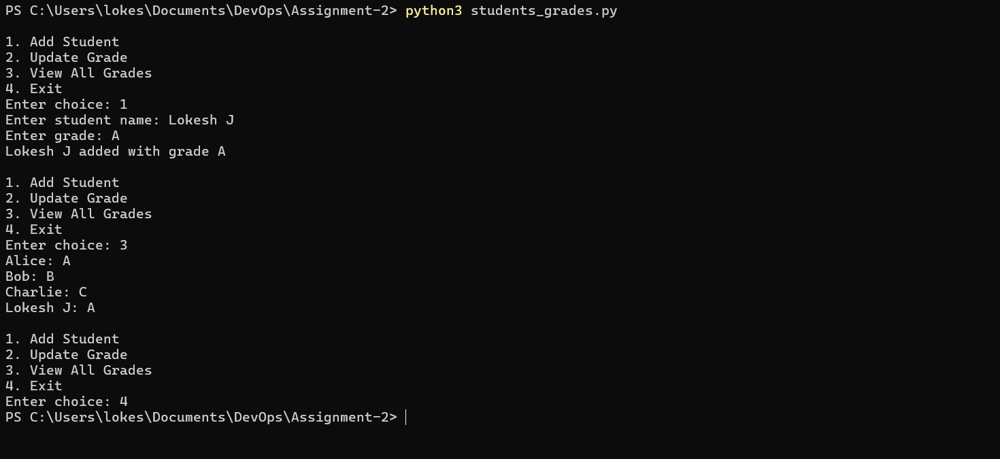 PS C:\Users\lokes\Documents\DevOps\Assignment-2> python3 students_grades.py
1. Add Student
2. Update Grade
3. View All Grades
4. Exit
Enter choice: 1
Enter student name: Lokesh J
Enter grade: A
Lokesh J added with grade A
1. Add Student
2. Update Grade
3. View All Grades
4. Exit
Enter choice: 3
Alice: A
Bob: B
Charlie: C
Lokesh J: A
1. Add Student
2. Update Grade
3. View All Grades
4. Exit
Enter choice: 4
PS C:\Users\lokes\Documents\DevOps\Assignment-2>